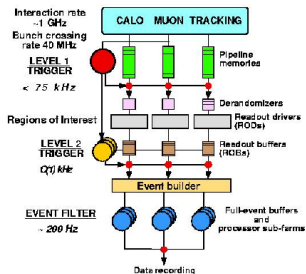 Interaction rate
~1 GHz
Bunch crossing
rate 40 MHz
CALO MUON TRACKING
LEVEL 1
TRIGGER
< 75 kHz
Pipeline
memories
Derandomizers
Regions of Interest
Readout drivers
(RODs)
LEVEL 2
TRIGGER
O(1) kHz
Readout buffers
(ROBs)
Event builder
EVENT FILTER
~ 200 Hz
Full-event buffers
and
processor sub-farms
Data recording